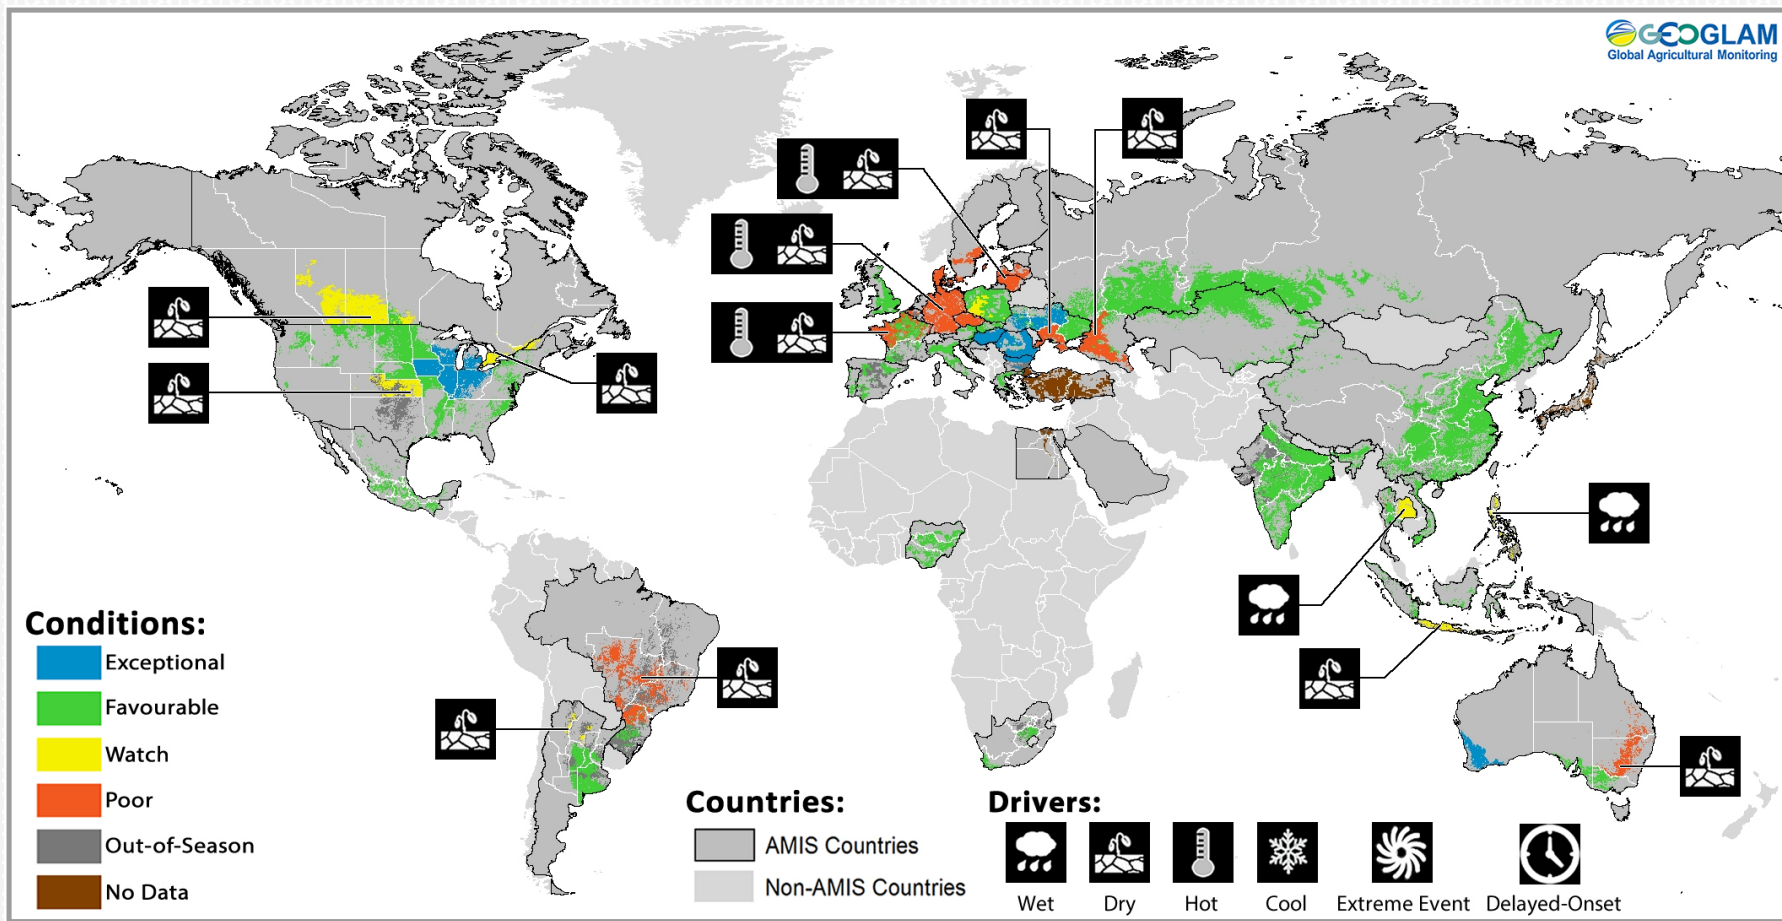 GEOGLAM
Global Agricultural Monitoring
Conditions:
Exceptional
Favourable
Watch
Poor
Out-of-Season
No Data
Countries:
AMIS Countries
Non-AMIS Countries
Drivers:
Wet
Dry
Hot
Cool
Extreme Event
Delayed-Onset